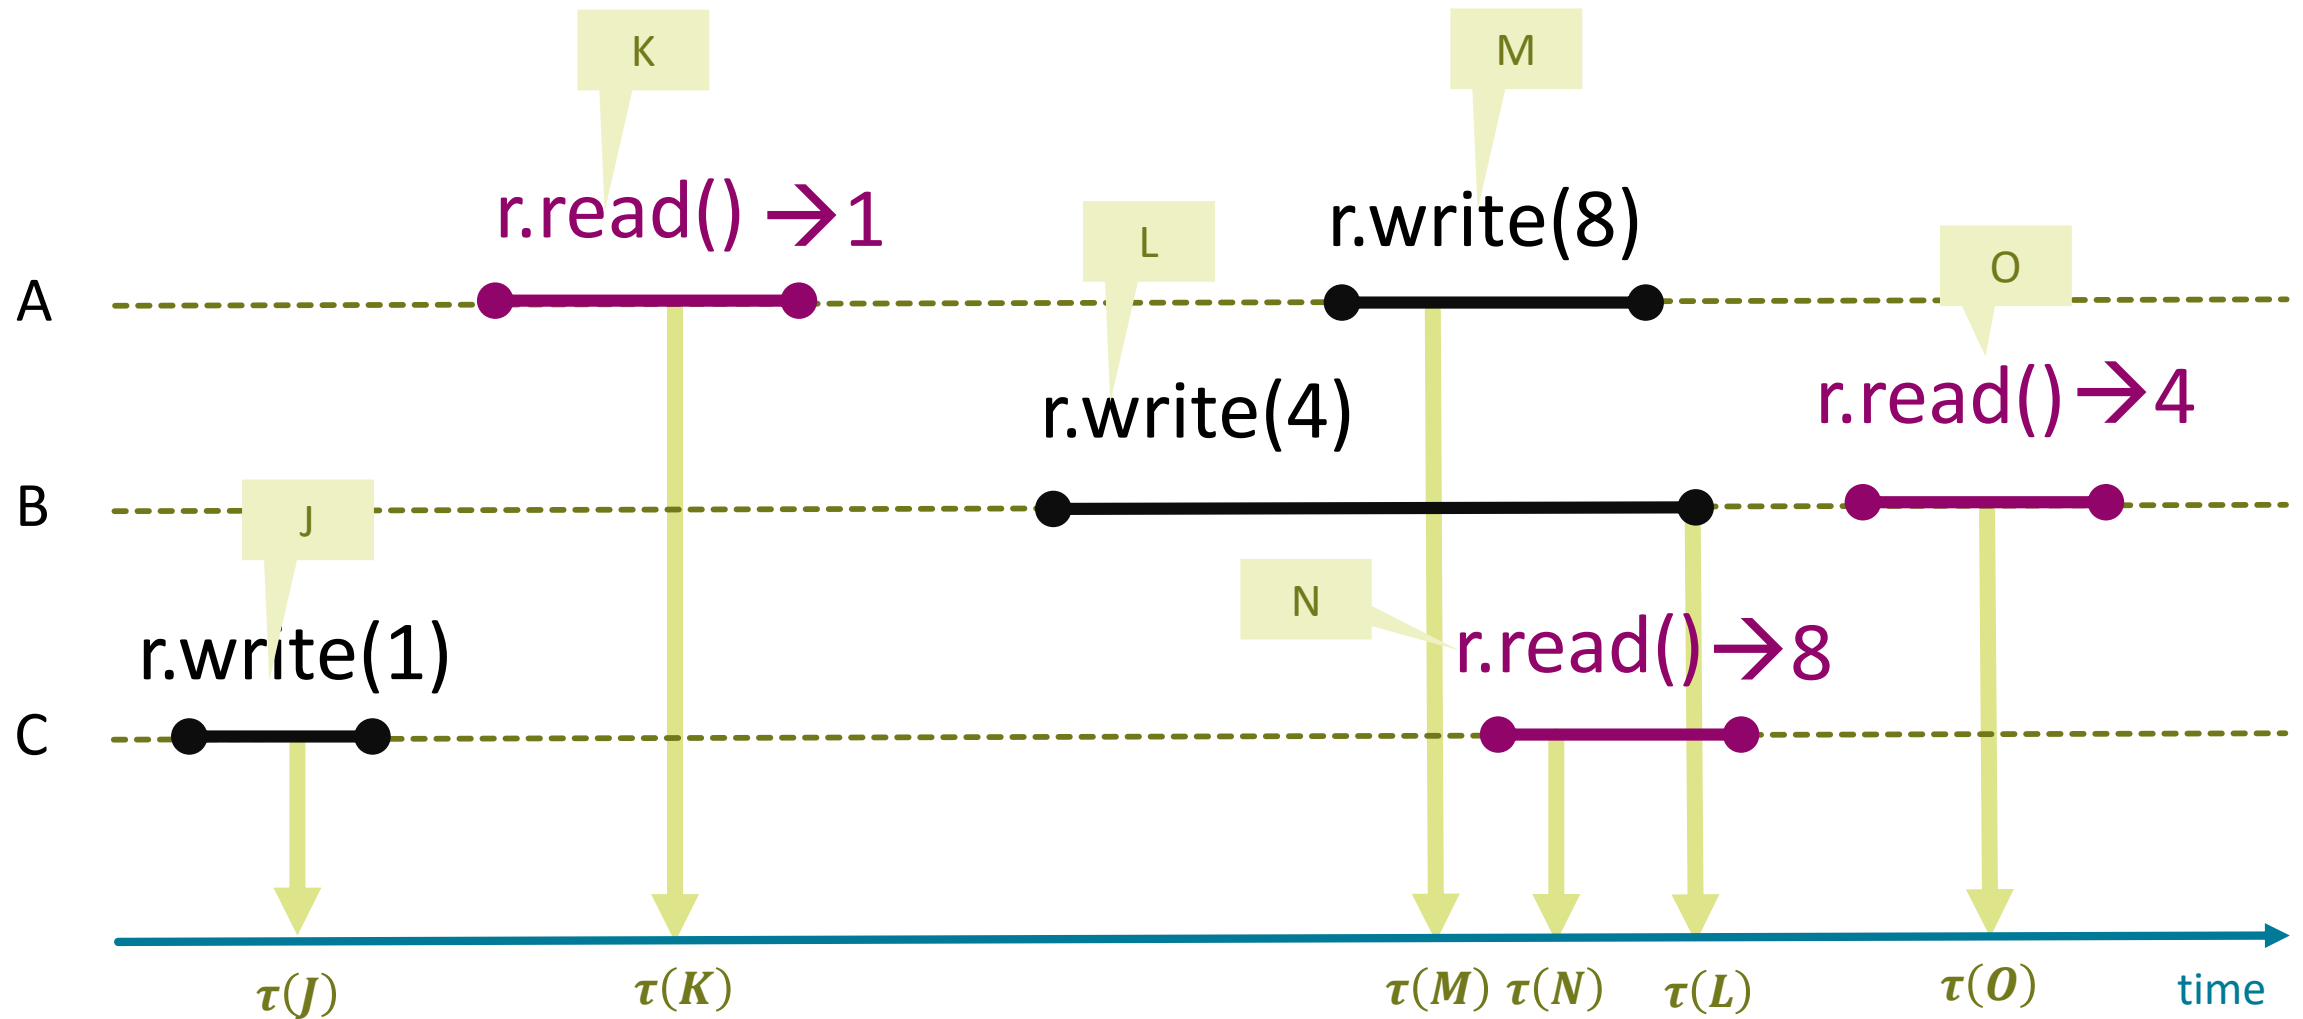 K
M
r.read() →1
r.write(8)
L
O
A
r.write(4)
r.read() →4
B
J
N
r.write(1)
r.read() →8
C
τ(J)
τ(K)
τ(M)
τ(N)
τ(L)
τ(O)
time